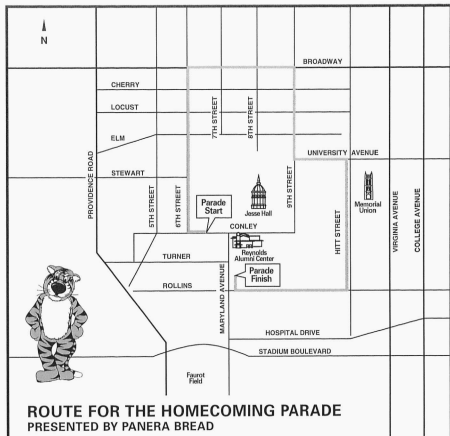 N
BROADWAY
CHERRY
LOCUST
7TH STREET
8TH STREET
ELM
UNIVERSITY AVENUE
PROVIDENCE ROAD
STEWART
5TH STREET
6TH STREET
9TH STREET
Parade
Start
Jesse Hall
Memorial
Union
HITT STREET
VIRGINIA AVENUE
COLLEGE AVENUE
CONLEY
Reynolds
Alumni Center
TURNER
Parade
Finish
MARYLAND AVENUE
ROLLINS
HOSPITAL DRIVE
STADIUM BOULEVARD
Faurot
Field
ROUTE FOR THE HOMECOMING PARADE
PRESENTED BY PANERA BREAD